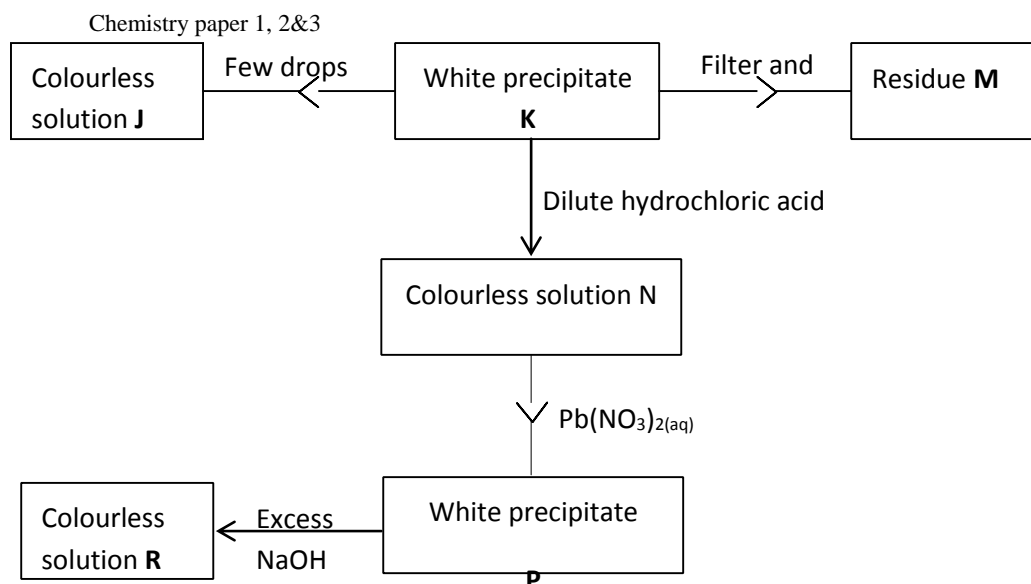 Chemistry paper 1, 2&3
Colourless
solution J
Few drops
White precipitate
K
Filter and
Residue M
Dilute hydrochloric acid
Colourless solution N
Pb(NO₃)₂(aq)
White precipitate
P
Excess
NaOH
Colourless
solution R